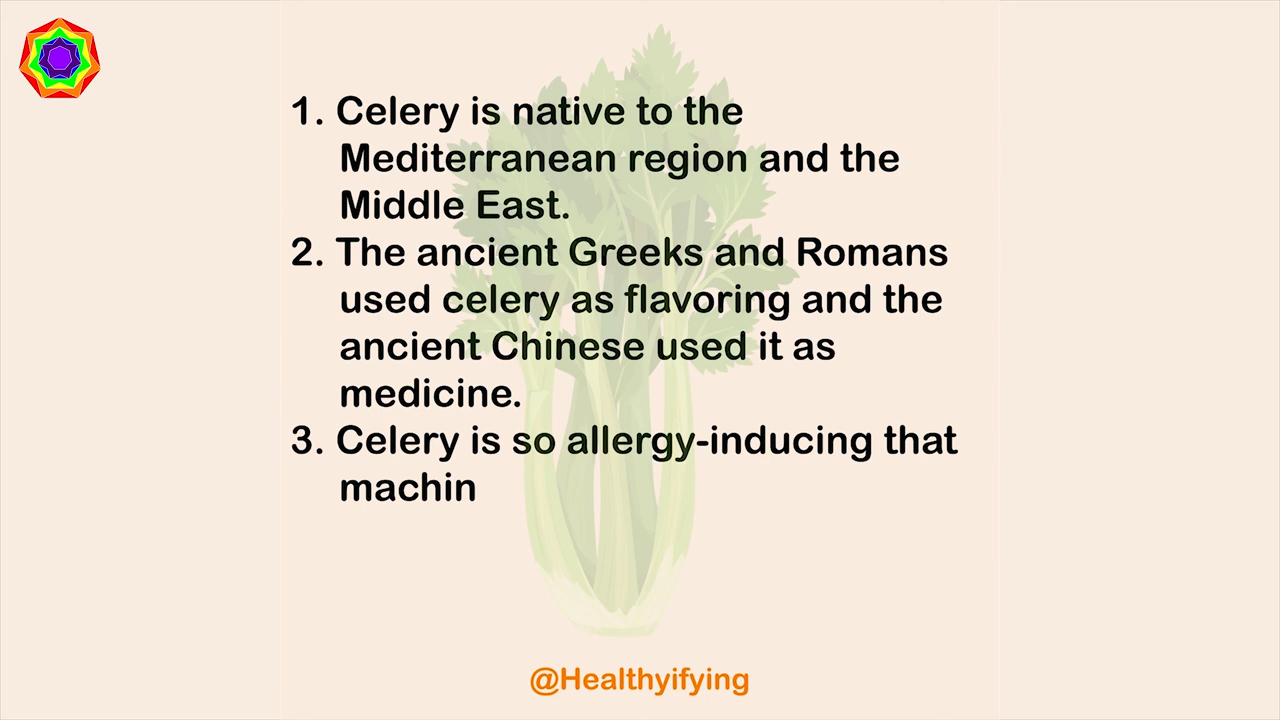 1. Celery is native to the
Mediterranean region and the
Middle East.
2. The ancient Greeks and Romans
used celery as flavoring and the
ancient Chinese used it as
medicine.
3. Celery is so allergy-inducing that
machin
@Healthyifying